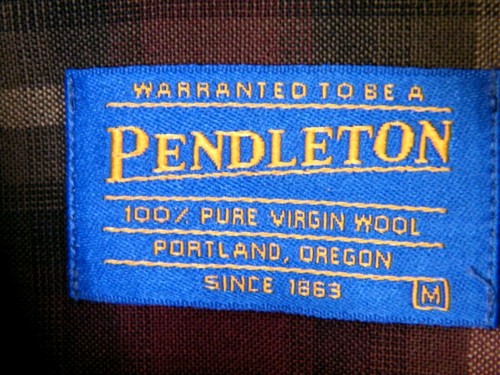 WARRANTED TO BE A
PENDLETON
100% PURE VIRGIN WOOL
PORTLAND, OREGON
SINCE 1863
M